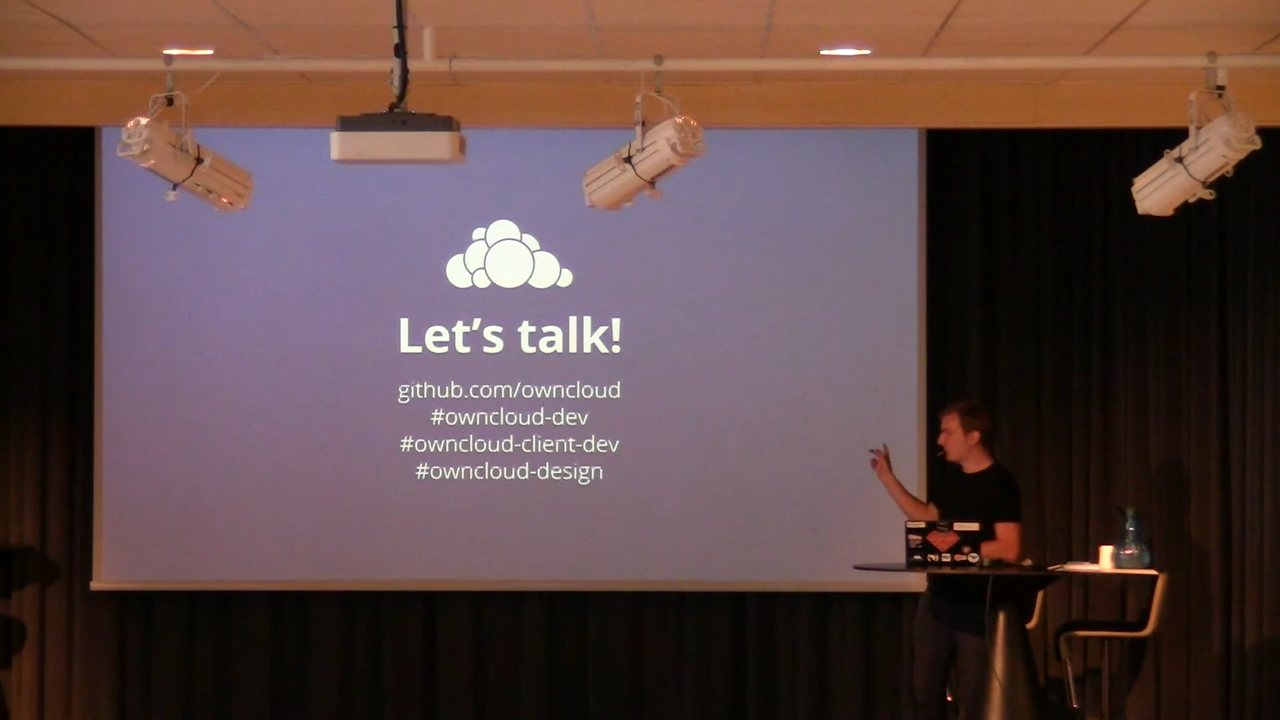 Let's talk!
github.com/owncloud
#owncloud-dev
#owncloud-client-dev
#owncloud-design